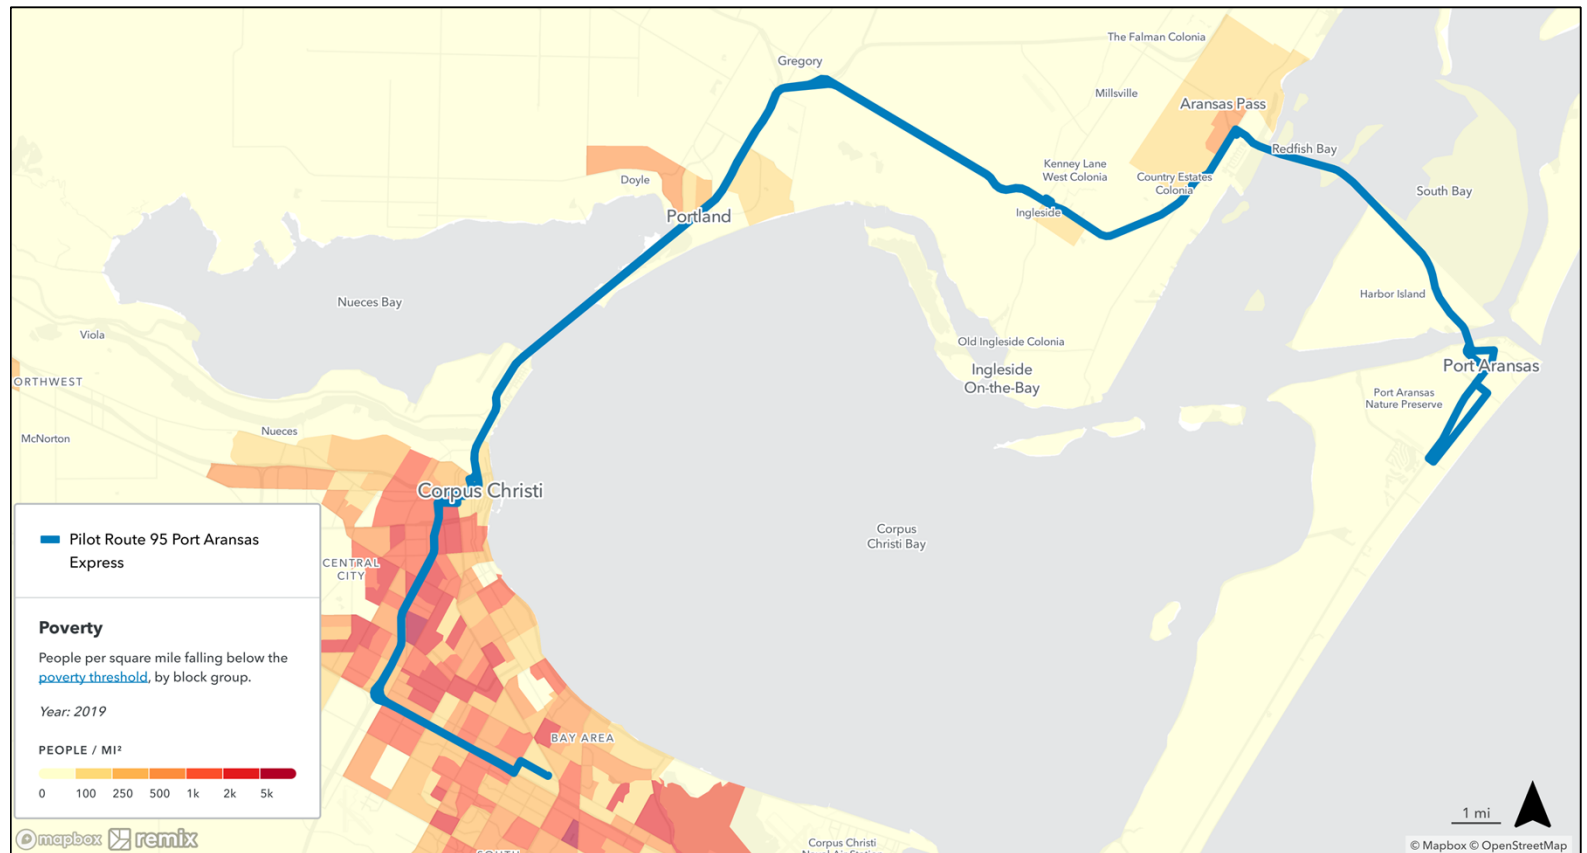 The Falman Colonia
Gregory
Millsville
Aransas Pass
Redfish Bay
Kenney Lane
West Colonia
Country Estates
Colonia
Doyle
South Bay
Portland
Ingleside
Nueces Bay
Harbor Island
Viola
Old Ingleside Colonia
Ingleside
On-the-Bay
Port Aransas
ORTHWEST
Port Aransas
Nature Preserve
McNorton
Nueces
Corpus Christi
Corpus
Christi Bay
CENTRAL
CITY
BAY AREA
Pilot Route 95 Port Aransas
Express
Poverty
People per square mile falling below the
poverty threshold, by block group.
Year: 2019
PEOPLE / MI²
0 100 250 500 1k 2k 5k
1 mi
mapbox remix
SOUTH
Corpus Christi
Naval Air Station
© Mapbox © OpenStreetMap